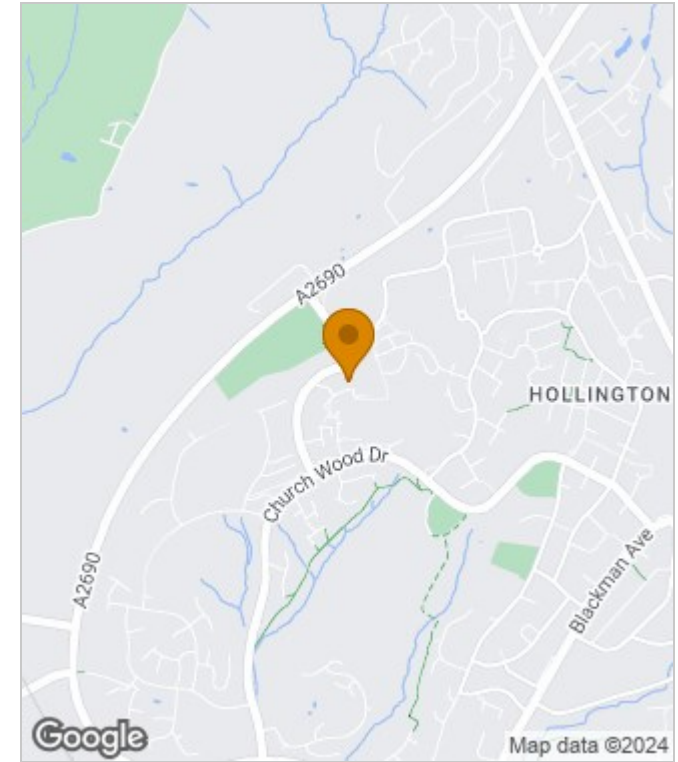 A2690
HOLLINGTON
Church Wood Dr
A2690
Blackman Ave
Google
Map data ©2024